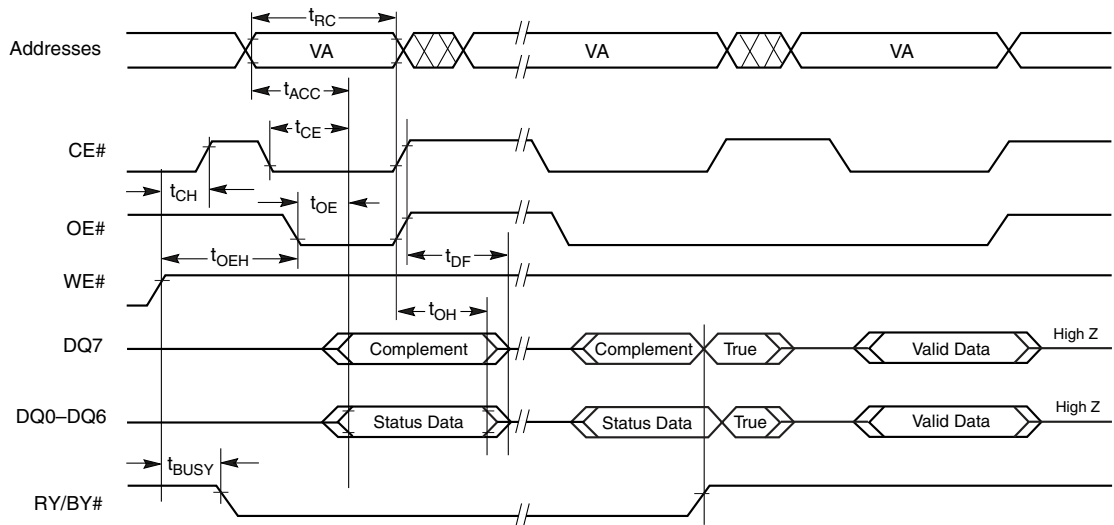 tRC
Addresses VA VA VA
tACC
tCE
CE#
tCH tOE
OE#
tOEH tDF
WE#
tOH
DQ7 Complement Complement True Valid Data High Z
DQ0–DQ6 Status Data Status Data True Valid Data High Z
tBUSY
RY/BY#